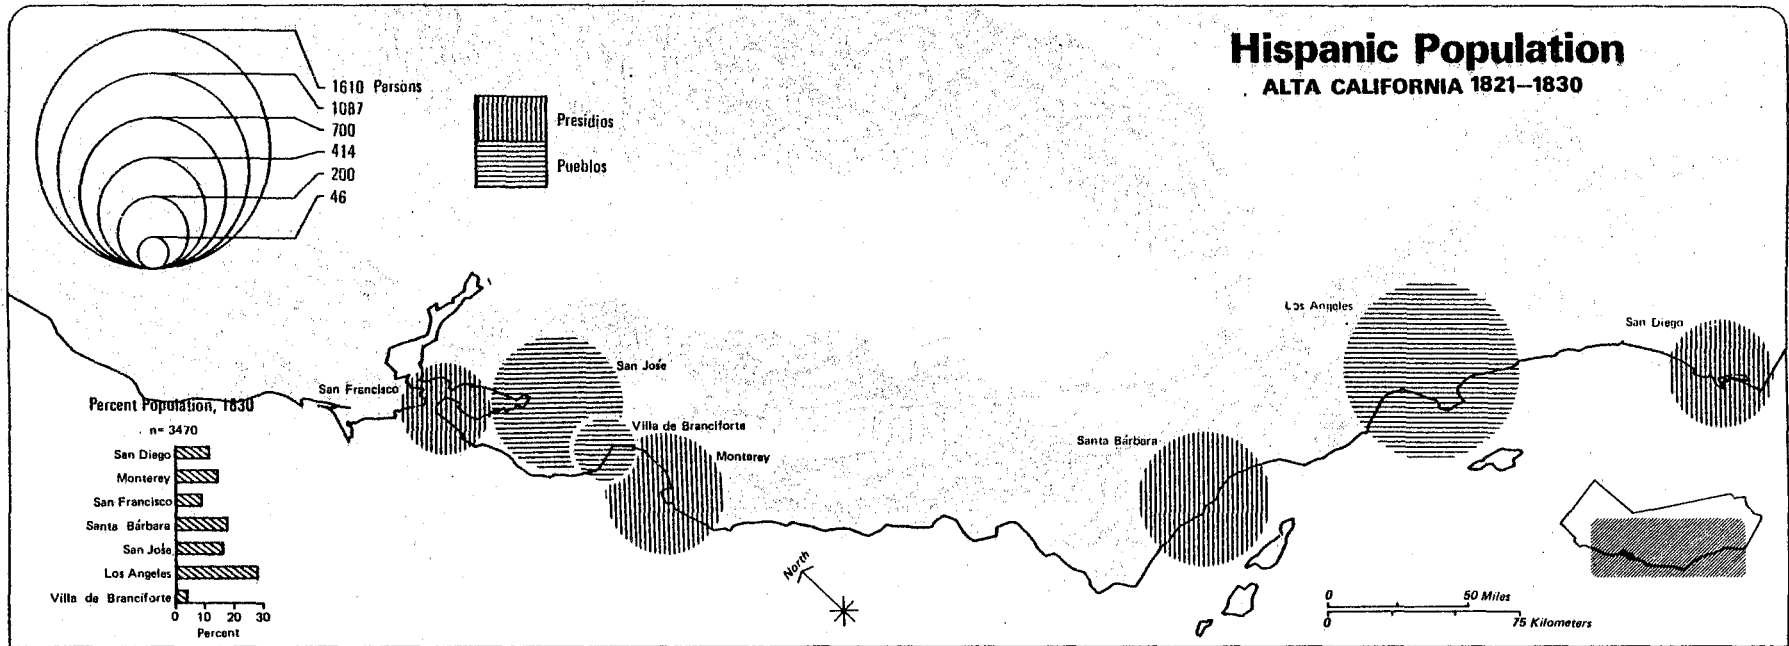 Hispanic Population
ALTA CALIFORNIA 1821--1830
1610 Persons
1087
700
414
200
46
Presidios
Pueblos
San Francisco
San José
Villa de Branciforte
Monterey
Santa Bárbara
Los Angeles
San Diego
Percent Population, 1830
n= 3470
San Diego
Monterey
San Francisco
Santa Bárbara
San José
Los Angeles
Villa de Branciforte
0 10 20 30
Percent
North
0 50 Miles
0 75 Kilometers